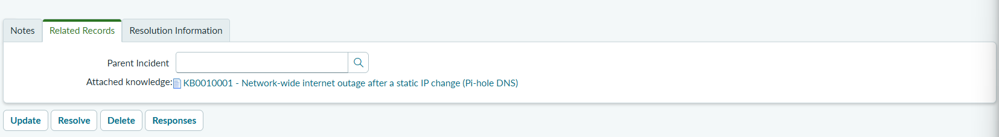 Notes Related Records Resolution Information
Parent Incident
Attached knowledge: KB0010001 - Network-wide internet outage after a static IP change (Pi-hole DNS)
Update Resolve Delete Responses